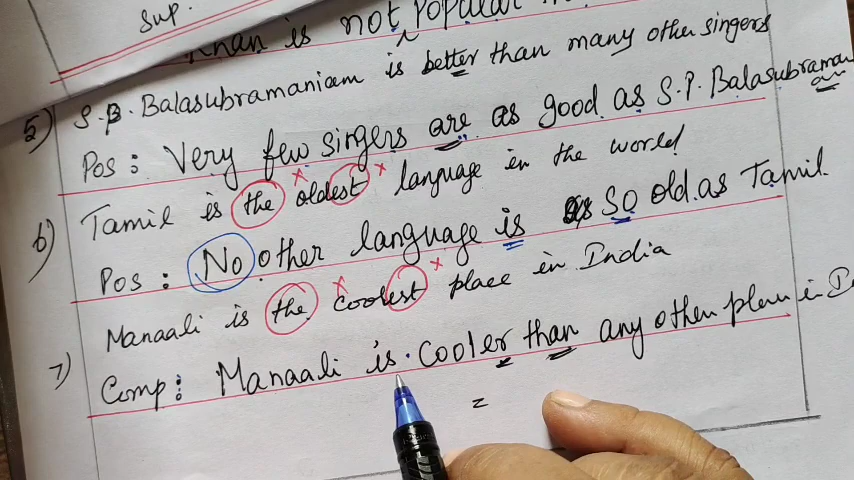 Sup.
Khan is not popular
5) S.P. Balasubramaniam is better than many other singers
Pos: Very few singers are as good as S.P. Balasubramaniam
6) Tamil is the oldest language in the world
Pos: No other language is so old as Tamil.
7) Manaali is the coolest place in India
Comp: Manaali is cooler than any other place in
=